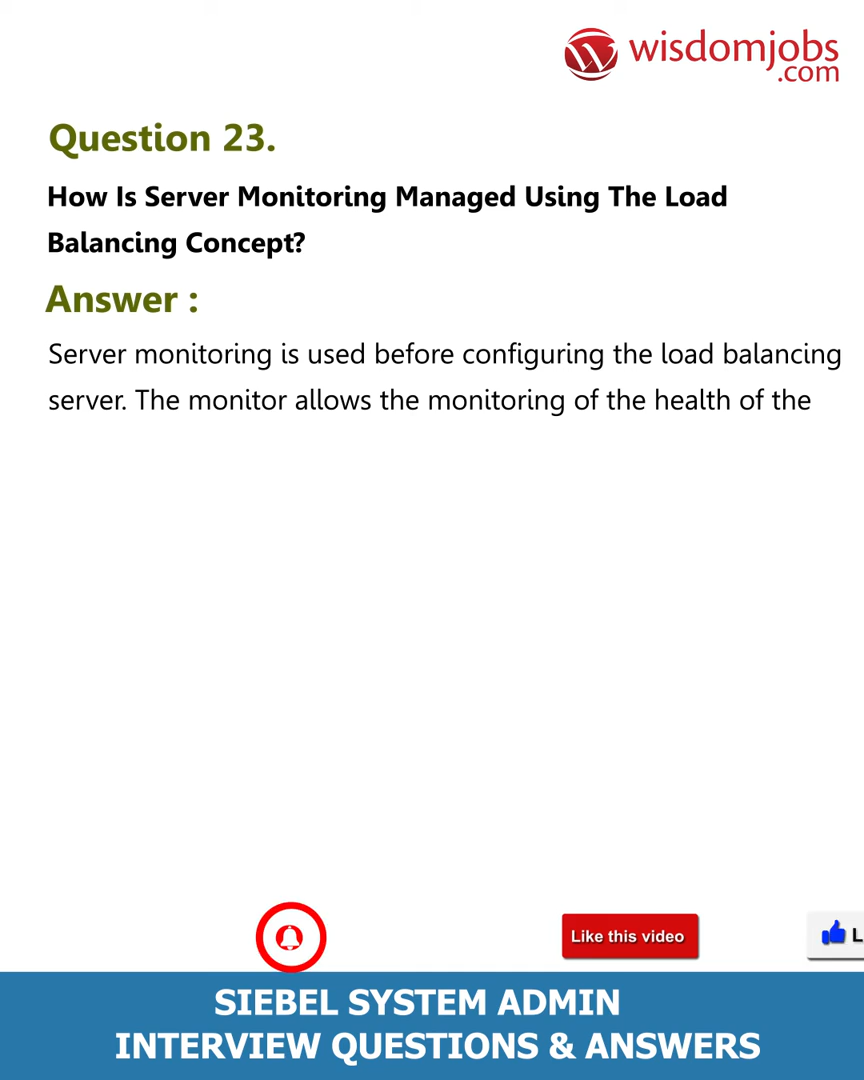 wisdomjobs
.com
Question 23.
How Is Server Monitoring Managed Using The Load
Balancing Concept?
Answer :
Server monitoring is used before configuring the load balancing
server. The monitor allows the monitoring of the health of the
Like this video
L
SIEBEL SYSTEM ADMIN
INTERVIEW QUESTIONS & ANSWERS